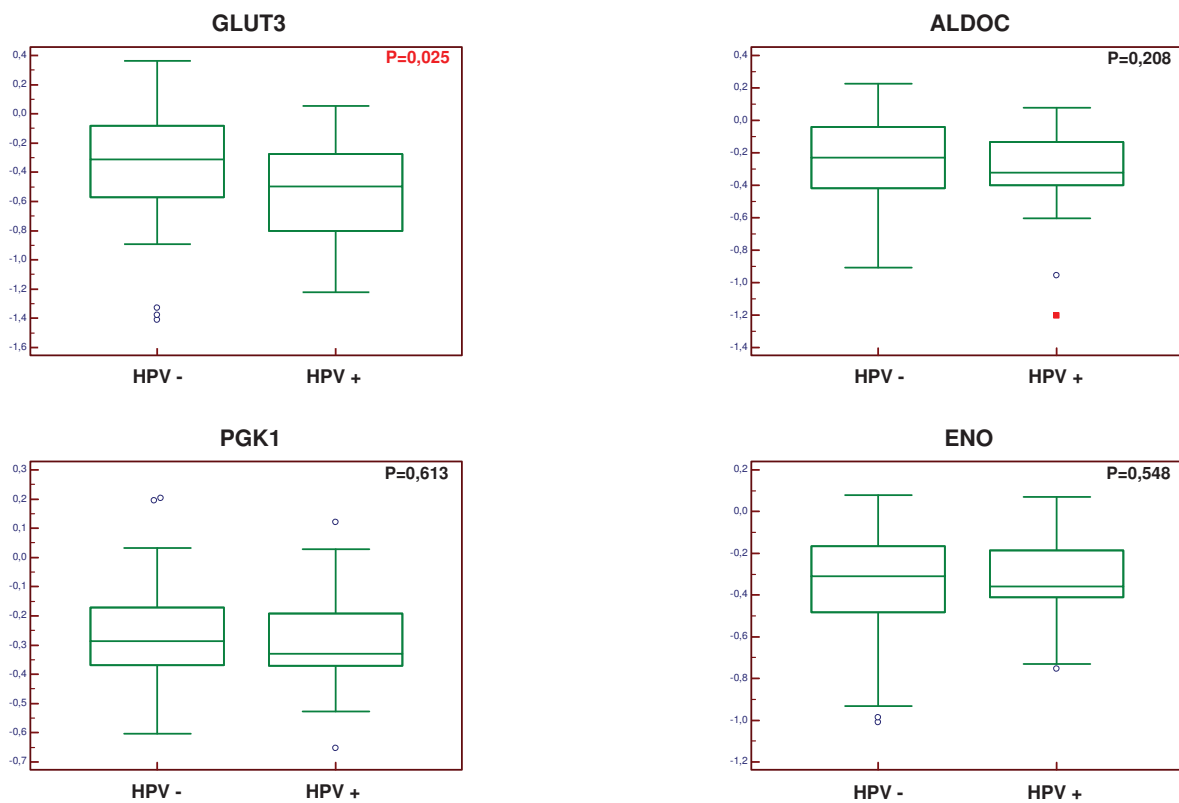 GLUT3
P=0,025
0,4
0,2
0,0
-0,2
-0,4
-0,6
-0,8
-1,0
-1,2
-1,4
-1,6
HPV -
HPV +
ALDOC
P=0,208
0,4
0,2
0,0
-0,2
-0,4
-0,6
-0,8
-1,0
-1,2
-1,4
HPV -
HPV +
PGK1
P=0,613
0,3
0,2
0,1
0,0
-0,1
-0,2
-0,3
-0,4
-0,5
-0,6
-0,7
HPV -
HPV +
ENO
P=0,548
0,2
0,0
-0,2
-0,4
-0,6
-0,8
-1,0
-1,2
HPV -
HPV +